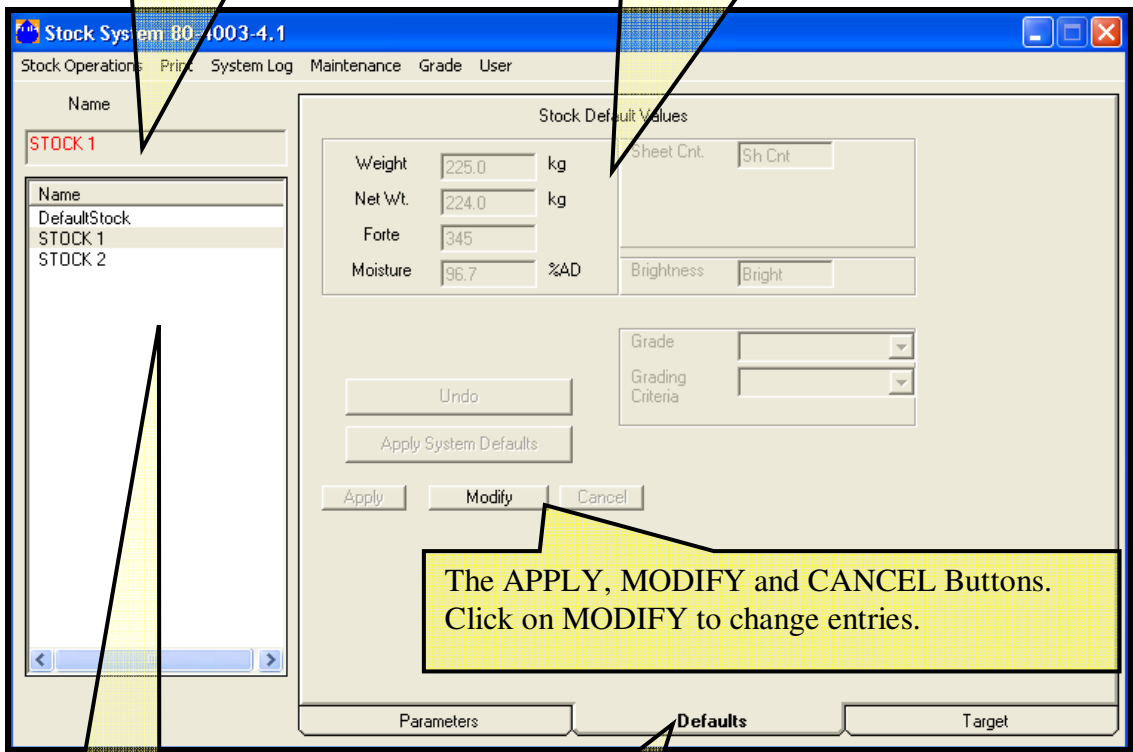 Stock System 80-4003-4.1
Stock Operations Print System Log Maintenance Grade User
Name
STOCK 1
Name
DefaultStock
STOCK 1
STOCK 2
Stock Default Values
Weight 225.0 kg
Net Wt. 224.0 kg
Forte 345
Moisture 96.7 %AD
Sheet Cnt. Sh Cnt
Brightness Bright
Grade
Grading
Criteria
Undo
Apply System Defaults
Apply Modify Cancel
The APPLY, MODIFY and CANCEL Buttons.
Click on MODIFY to change entries.
Parameters Defaults Target